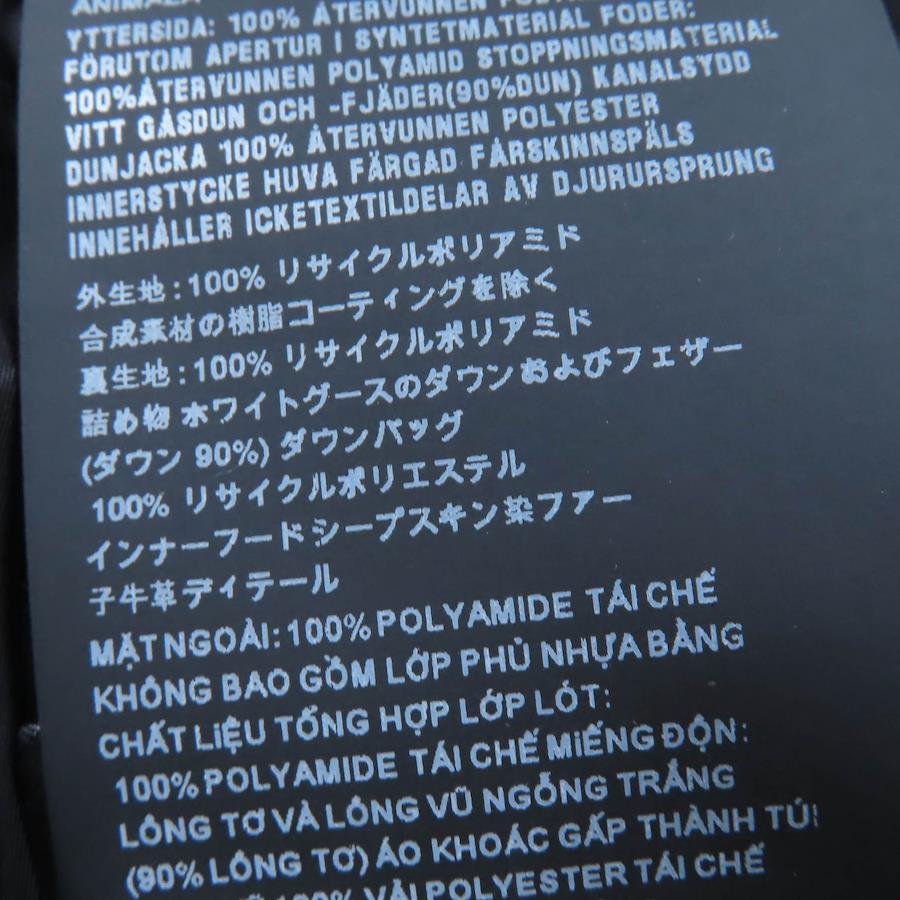 YTTERSIDA: 100% ÅTERVUNNEN
FÖRUTOM APERTUR I SYNTETMATERIAL FODER:
100%ÅTERVUNNEN POLYAMID STOPPNINGSMATERIAL
VITT GÅSDUN OCH -FJÄDER(90%DUN) KANALSYDD
DUNJACKA 100% ÅTERVUNNEN POLYESTER
INNERSTYCKE HUVA FÄRGAD FÅRSKINNSPÄLS
INNEHÅLLER ICKETEXTILDELAR AV DJURURSPRUNG
外生地:100% リサイクルポリアミド
合成素材の樹脂コーティングを除く
裏生地:100% リサイクルポリアミド
詰め物 ホワイトグースのダウンおよびフェザー
(ダウン 90%) ダウンバッグ
100% リサイクルポリエステル
インナーフードシープスキン染ファー
子牛革ディテール
MẶT NGOÀI: 100% POLYAMIDE TÁI CHẾ
KHÔNG BAO GỒM LỚP PHỦ NHỰA BẰNG
CHẤT LIỆU TỔNG HỢP LỚP LÓT:
100% POLYAMIDE TÁI CHẾ MIẾNG ĐỘN:
LÔNG TƠ VÀ LÔNG VŨ NGỖNG TRẮNG
(90% LÔNG TƠ) ÁO KHOÁC GẤP THÀNH TÚI
100% VẢI POLYESTER TÁI CHẾ